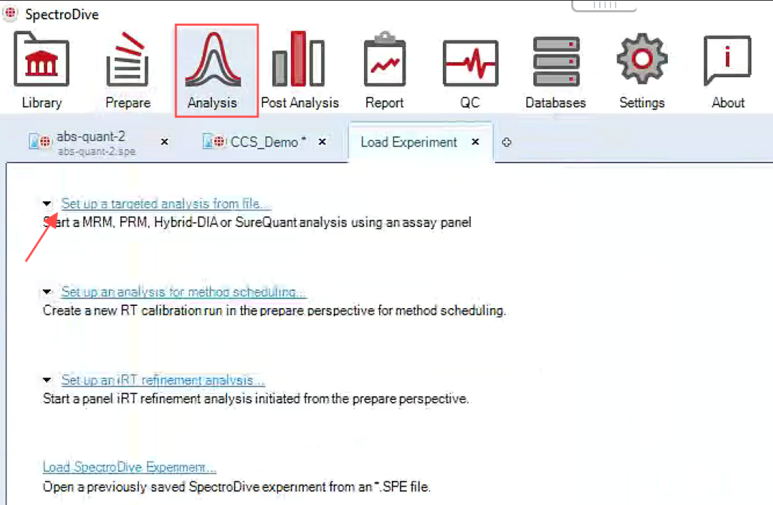 SpectroDive
Library Prepare Analysis Post Analysis Report QC Databases Settings About
abs-quant-2
abs-quant-2.spe
CCS_Demo *
Load Experiment
Set up a targeted analysis from file...
Start a MRM, PRM, Hybrid-DIA or SureQuant analysis using an assay panel
Set up an analysis for method scheduling...
Create a new RT calibration run in the prepare perspective for method scheduling.
Set up an iRT refinement analysis...
Start a panel iRT refinement analysis initiated from the prepare perspective.
Load SpectroDive Experiment...
Open a previously saved SpectroDive experiment from an *.SPE file.